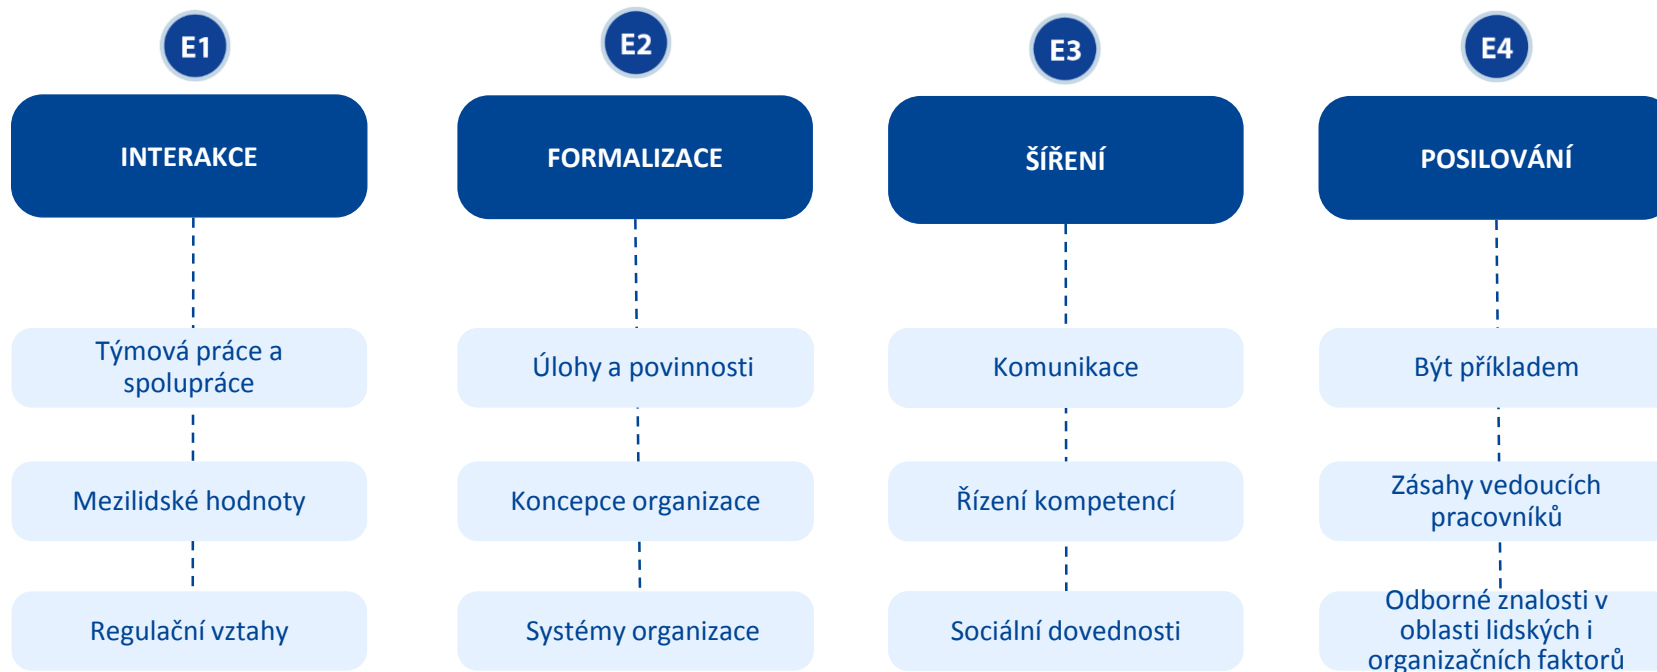 E1
E2
E3
E4
INTERAKCE
FORMALIZACE
ŠÍŘENÍ
POSILOVÁNÍ
Týmová práce a
spolupráce
Úlohy a povinnosti
Komunikace
Být příkladem
Mezilidské hodnoty
Koncepce organizace
Řízení kompetencí
Zásahy vedoucích
pracovníků
Regulační vztahy
Systémy organizace
Sociální dovednosti
Odborné znalosti v
oblasti lidských i
organizačních faktorů